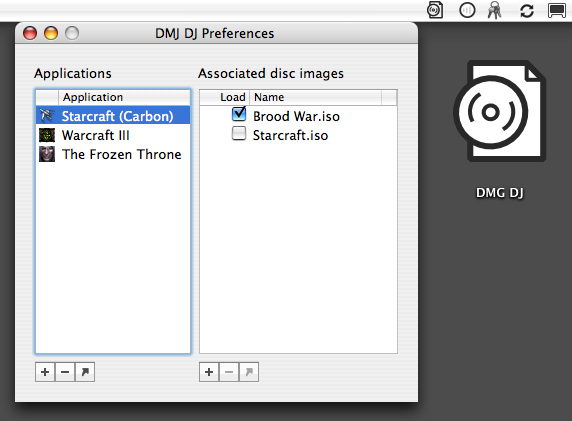 DMJ DJ Preferences
Applications
Associated disc images
Application
Load Name
Starcraft (Carbon)
Brood War.iso
Warcraft III
Starcraft.iso
The Frozen Throne
DMG DJ